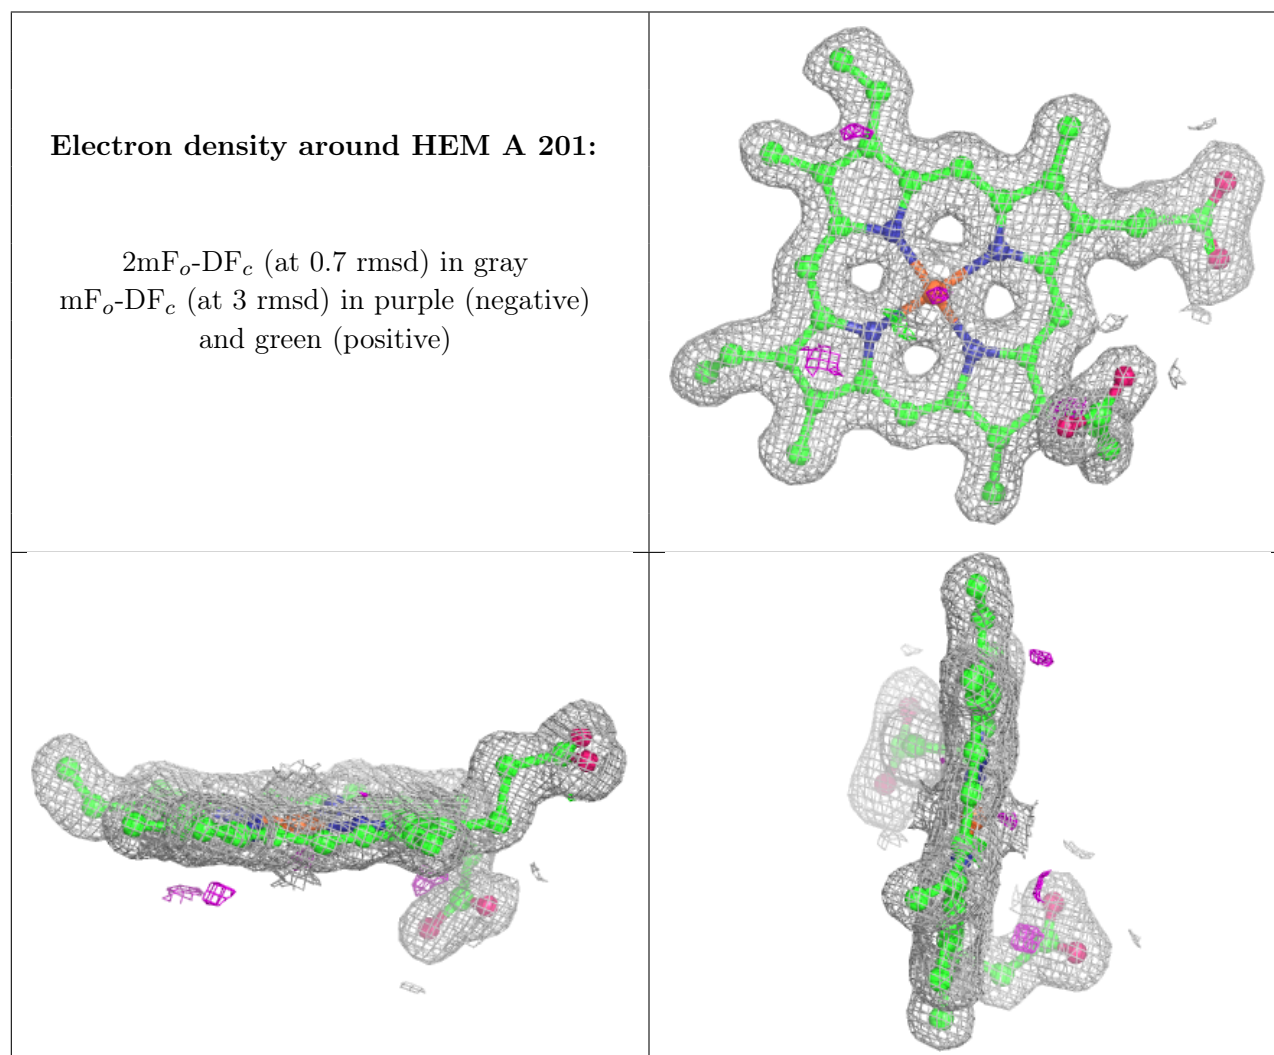 Electron density around HEM A 201:
2mFo-DFc (at 0.7 rmsd) in gray
mFo-DFc (at 3 rmsd) in purple (negative)
and green (positive)